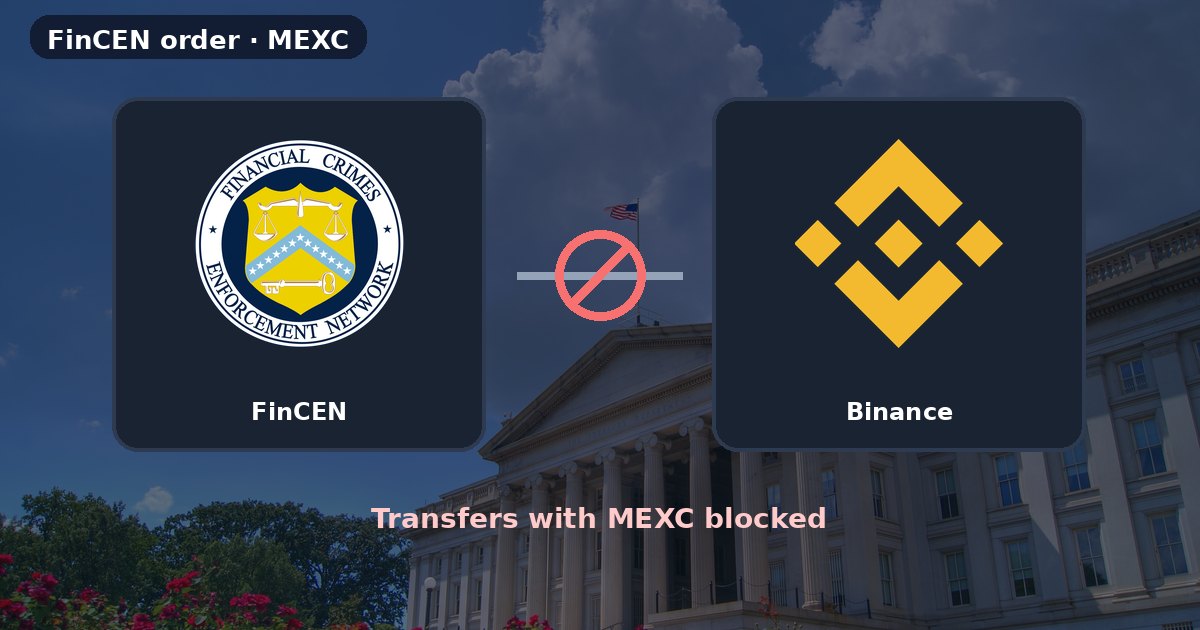 FinCEN order · MEXC
FINANCIAL CRIMES
ENFORCEMENT NETWORK
FinCEN
Binance
Transfers with MEXC blocked